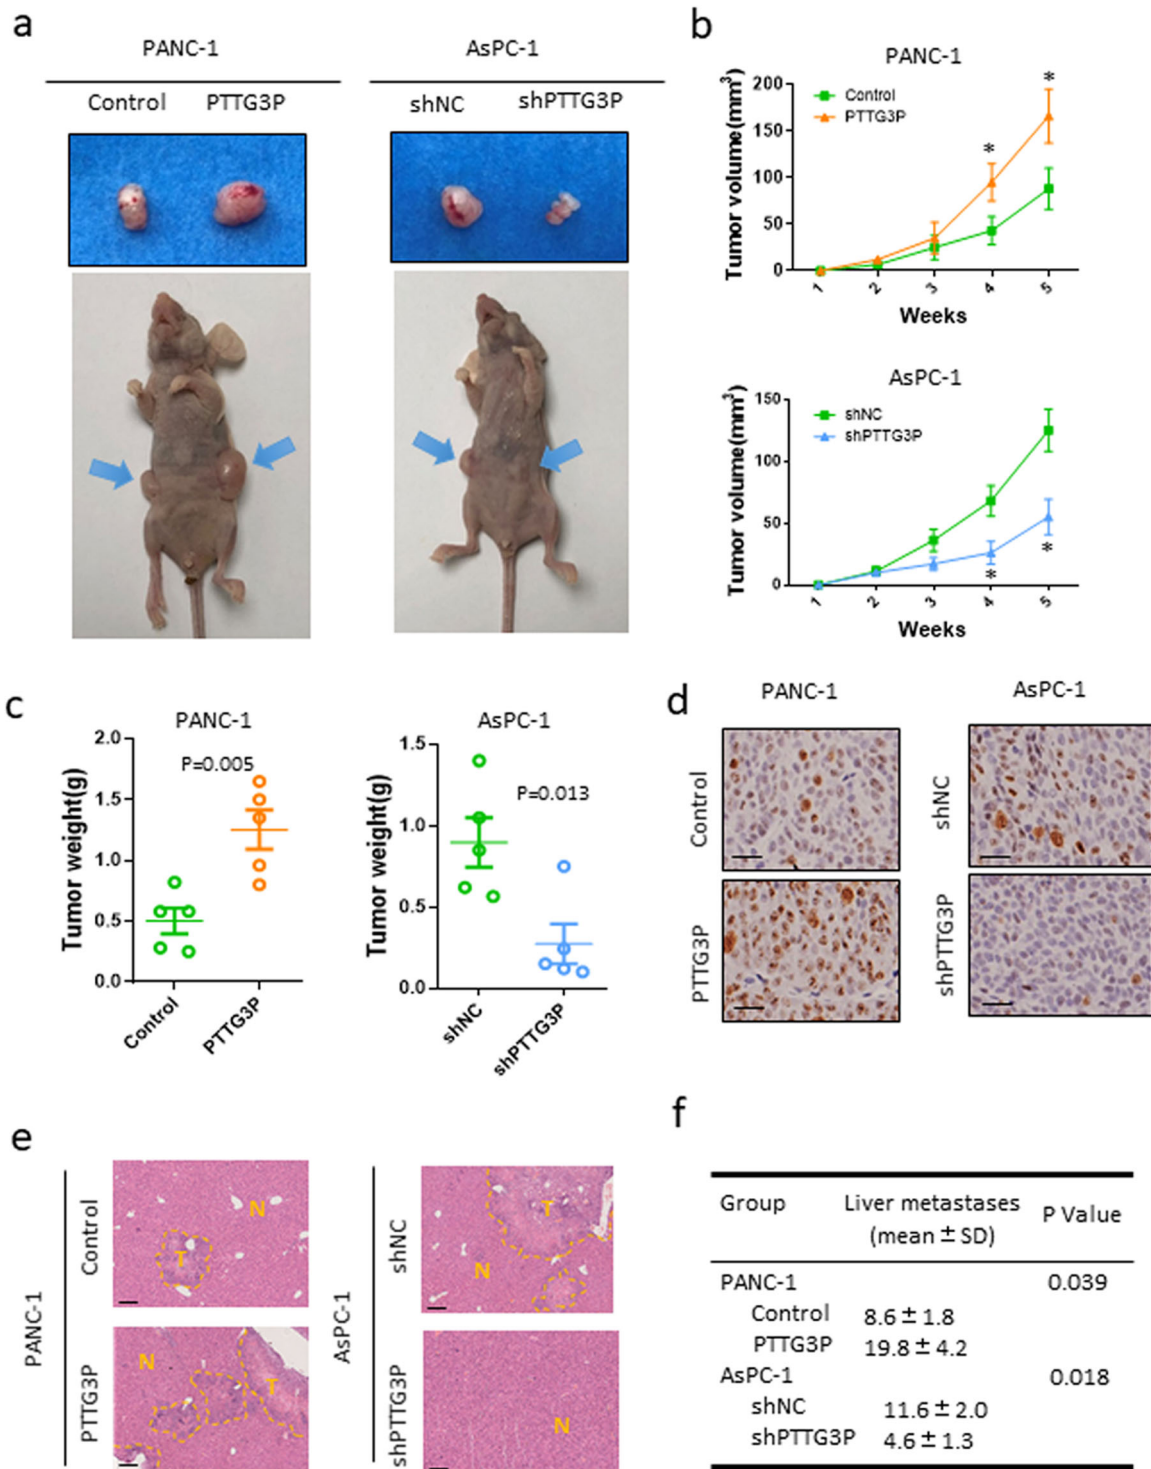 a
PANC-1
AsPC-1
Control
PTTG3P
shNC
shPTTG3P
b
PANC-1
Tumor volume(mm³)
200
150
100
50
0
Control
PTTG3P
*
*
1
2
3
4
5
Weeks
AsPC-1
Tumor volume(mm³)
150
100
50
0
shNC
shPTTG3P
*
*
1
2
3
4
5
Weeks
c
PANC-1
Tumor weight(g)
2.0
1.5
1.0
0.5
0.0
P=0.005
Control
PTTG3P
AsPC-1
Tumor weight(g)
1.5
1.0
0.5
0.0
P=0.013
shNC
shPTTG3P
d
PANC-1
AsPC-1
Control
shNC
PTTG3P
shPTTG3P
e
PANC-1
Control
N
T
PTTG3P
N
T
AsPC-1
shNC
T
N
shPTTG3P
N
f
Group Liver metastases (mean ± SD) P Value
PANC-1 0.039
Control 8.6 ± 1.8
PTTG3P 19.8 ± 4.2
AsPC-1 0.018
shNC 11.6 ± 2.0
shPTTG3P 4.6 ± 1.3